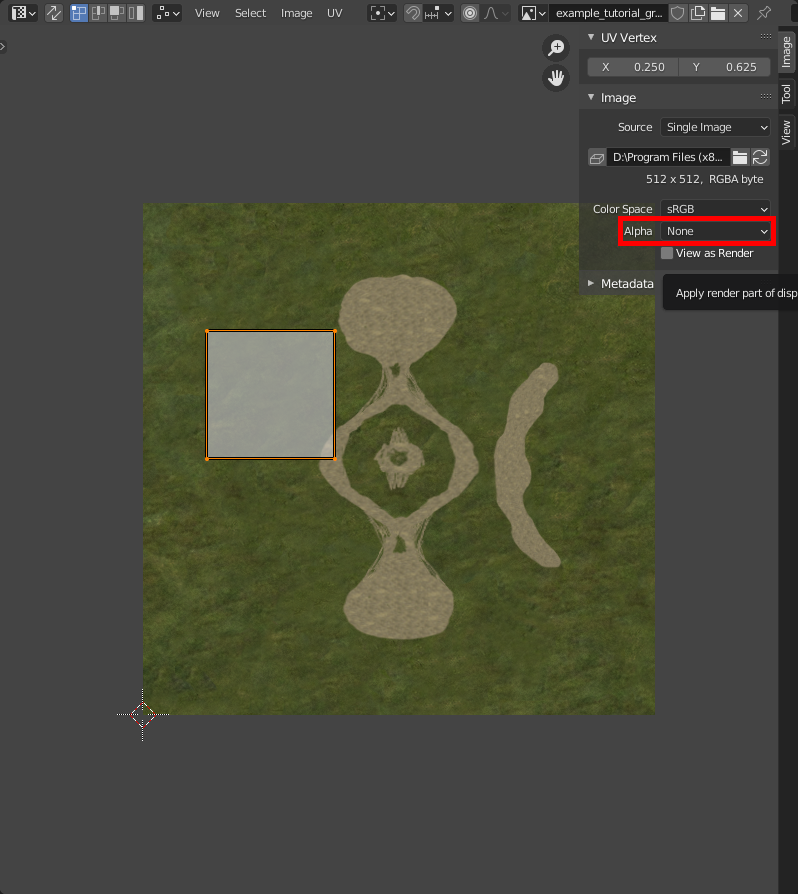 View Select Image UV example_tutorial_gr...
UV Vertex
X 0.250 Y 0.625
Image
Source Single Image
D:\Program Files (x8...
512 x 512, RGBA byte
Color Space sRGB
Alpha None
View as Render
Metadata
Apply render part of disp
Image
Tool
View